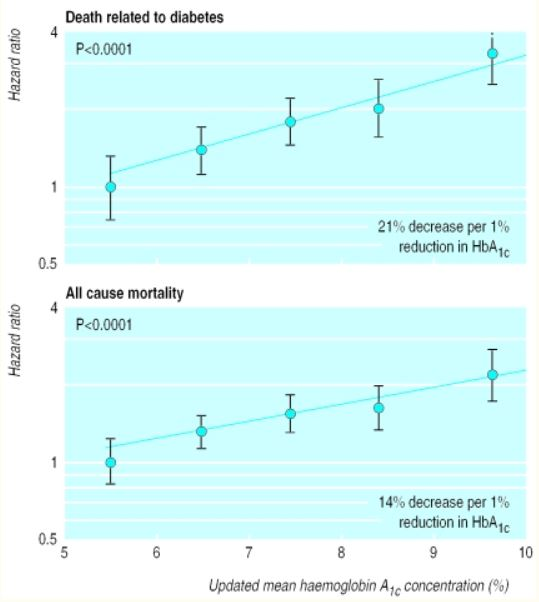 Death related to diabetes
Hazard ratio
4
P<0.0001
1
21% decrease per 1%
reduction in HbA1c
0.5
All cause mortality
Hazard ratio
4
P<0.0001
1
14% decrease per 1%
reduction in HbA1c
0.5
5 6 7 8 9 10
Updated mean haemoglobin A1c concentration (%)